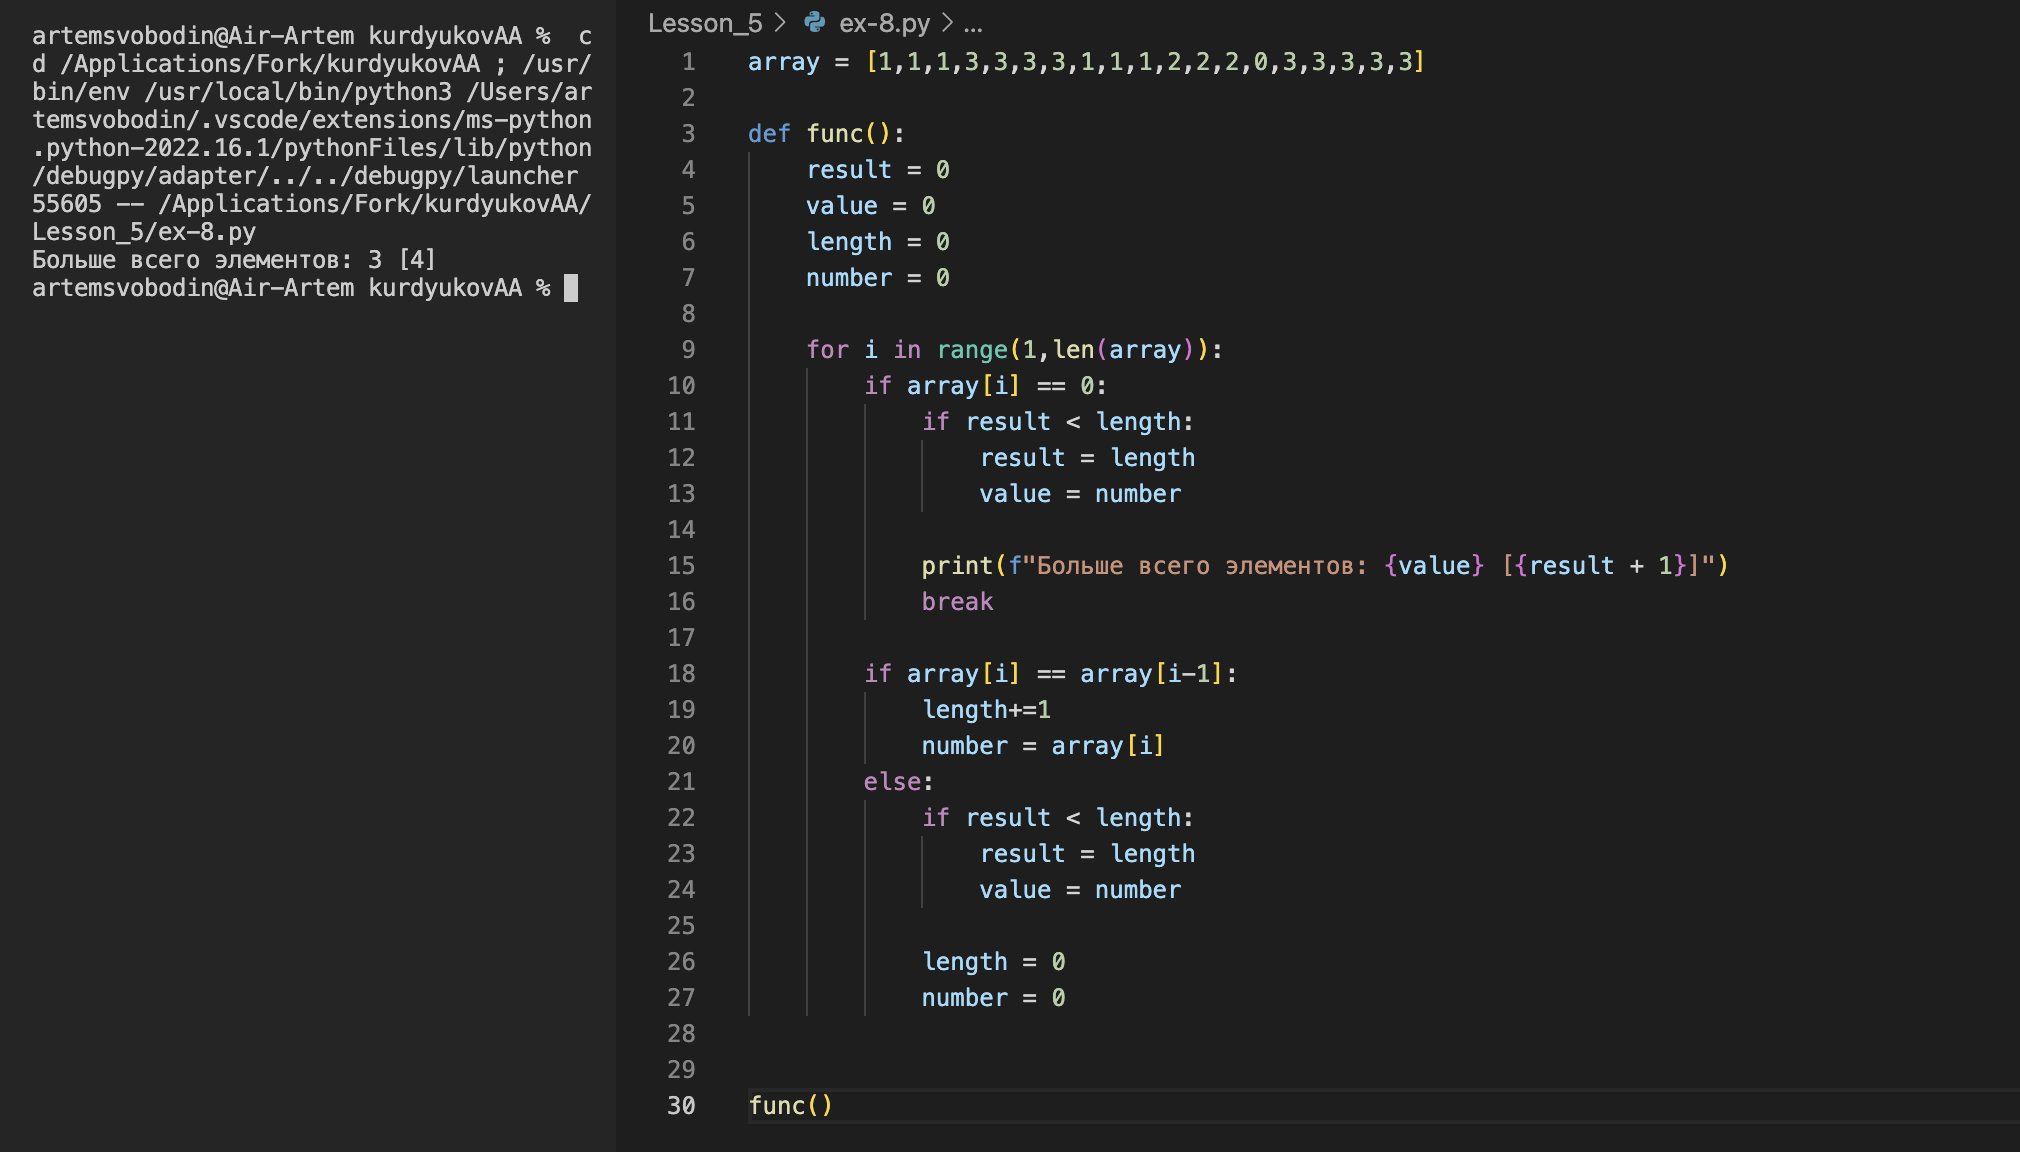 artemsvobodin@Air-Artem kurdyukovAA %  c
d /Applications/Fork/kurdyukovAA ; /usr/
bin/env /usr/local/bin/python3 /Users/ar
temsvobodin/.vscode/extensions/ms-python
.python-2022.16.1/pythonFiles/lib/python
/debugpy/adapter/../../debugpy/launcher
55605 -- /Applications/Fork/kurdyukovAA/
Lesson_5/ex-8.py
Больше всего элементов: 3 [4]
artemsvobodin@Air-Artem kurdyukovAA %
Lesson_5 > ex-8.py > ...
1 array = [1,1,1,3,3,3,3,1,1,1,2,2,2,0,3,3,3,3,3]
2
3 def func():
4     result = 0
5     value = 0
6     length = 0
7     number = 0
8
9     for i in range(1,len(array)):
10         if array[i] == 0:
11             if result < length:
12                 result = length
13                 value = number
14
15             print(f"Больше всего элементов: {value} [{result + 1}]")
16             break
17
18         if array[i] == array[i-1]:
19             length+=1
20             number = array[i]
21         else:
22             if result < length:
23                 result = length
24                 value = number
25
26             length = 0
27             number = 0
28
29
30 func()